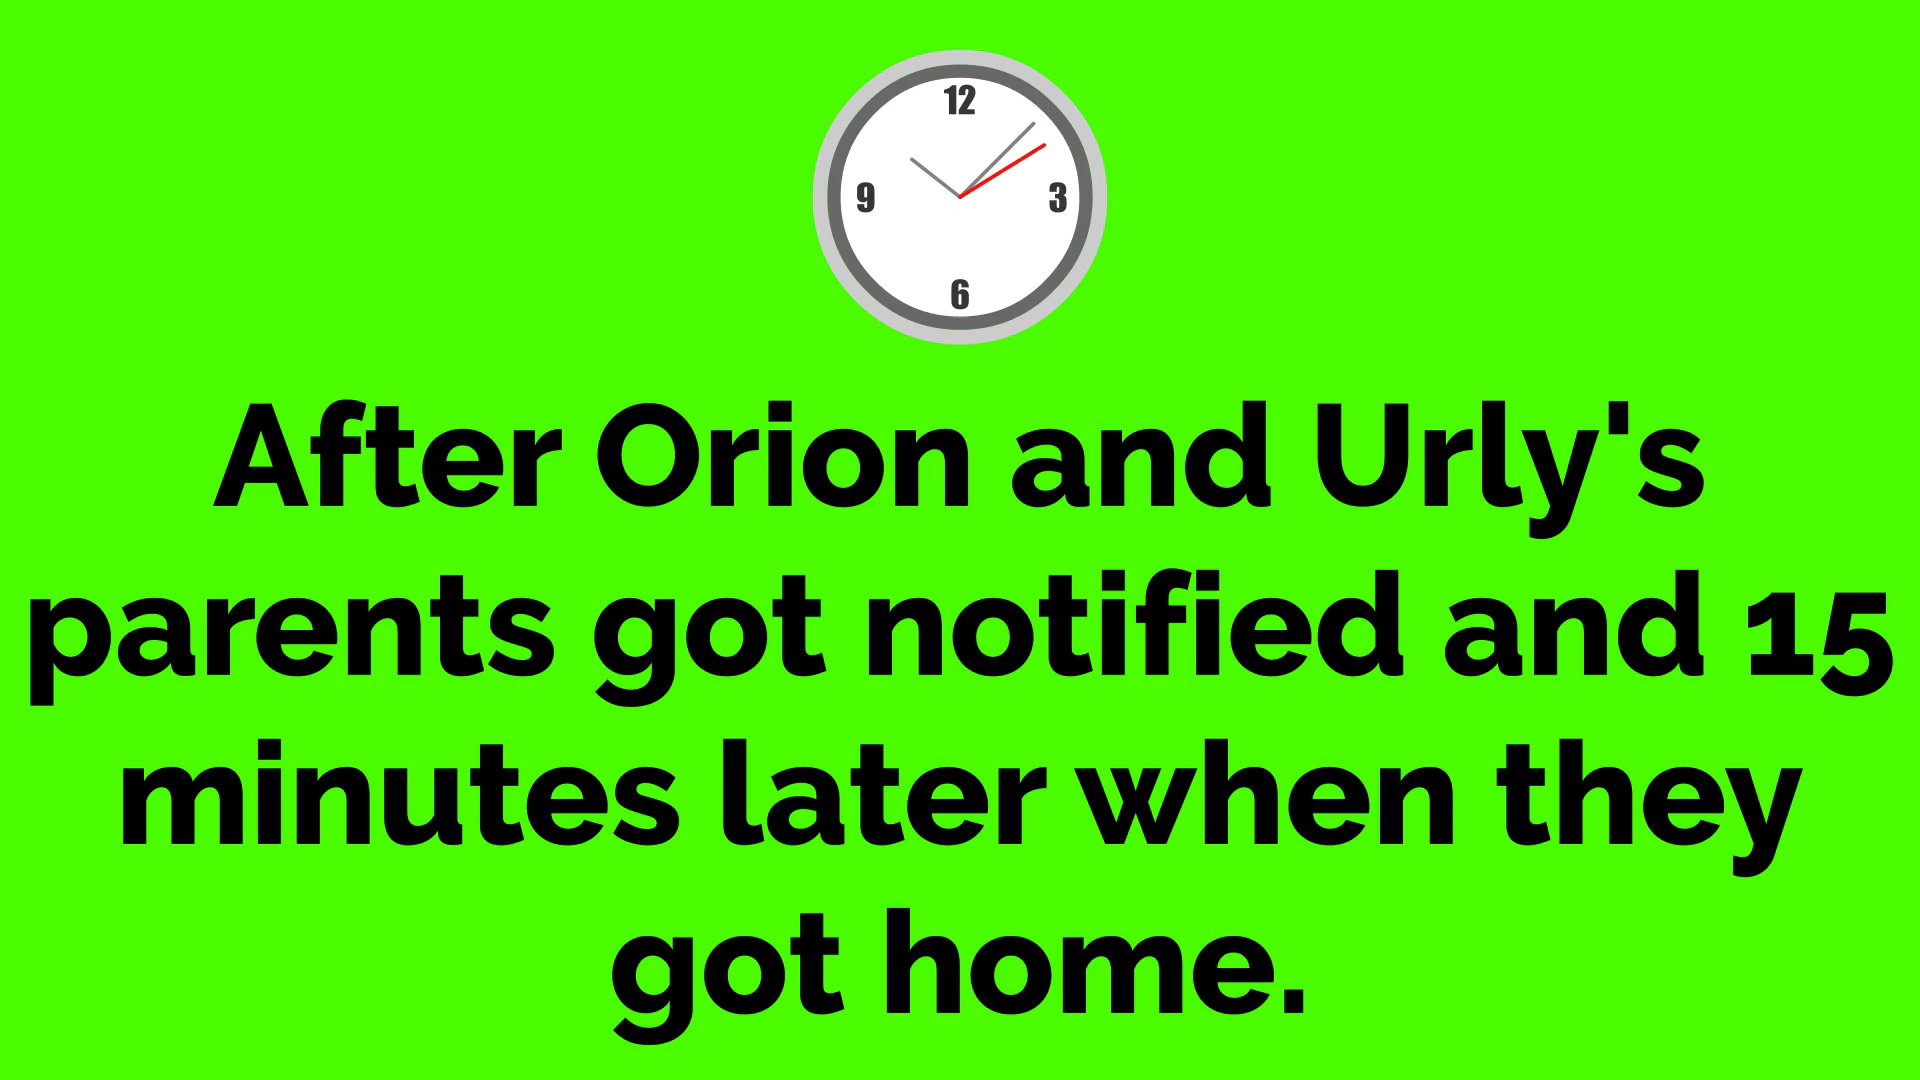 12
9 3
6
After Orion and Urly's
parents got notified and 15
minutes later when they
got home.